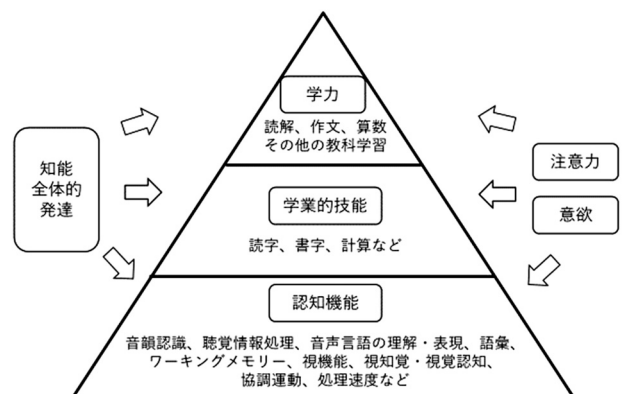 学力
読解、作文、算数
その他の教科学習
知能
全体的
発達
注意力
意欲
学業的技能
読字、書字、計算など
認知機能
音韻認識、聴覚情報処理、音声言語の理解・表現、語彙、
ワーキングメモリー、視機能、視知覚・視覚認知、
協調運動、処理速度など